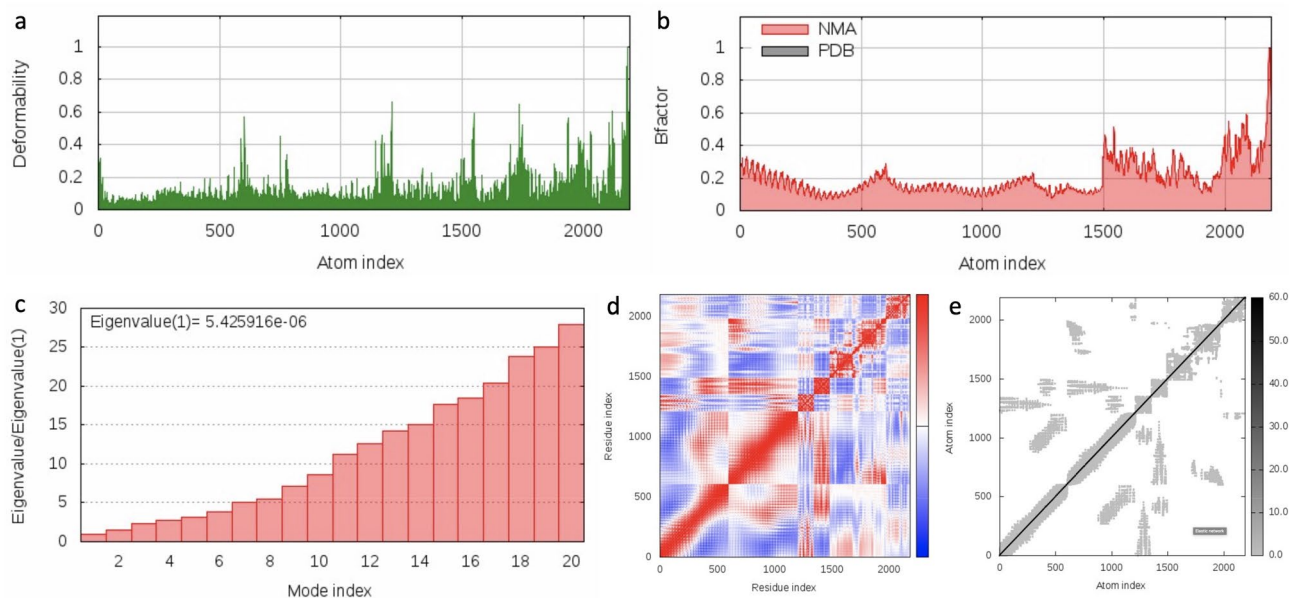 a
Deformability
1
0.8
0.6
0.4
0.2
0
0 500 1000 1500 2000
Atom index
b
NMA
PDB
Bfactor
1
0.8
0.6
0.4
0.2
0
0 500 1000 1500 2000
Atom index
c
Eigenvalue(1)= 5.425916e-06
Eigenvalue/Eigenvalue(1)
30
25
20
15
10
5
0
2 4 6 8 10 12 14 16 18 20
Mode index
d
Residue index
2000
1500
1000
500
0
0 500 1000 1500 2000
Residue index
e
Atom index
2000
1500
1000
500
0
0 500 1000 1500 2000
Atom index
60.0
50.0
40.0
30.0
20.0
10.0
0.0
Elastic network